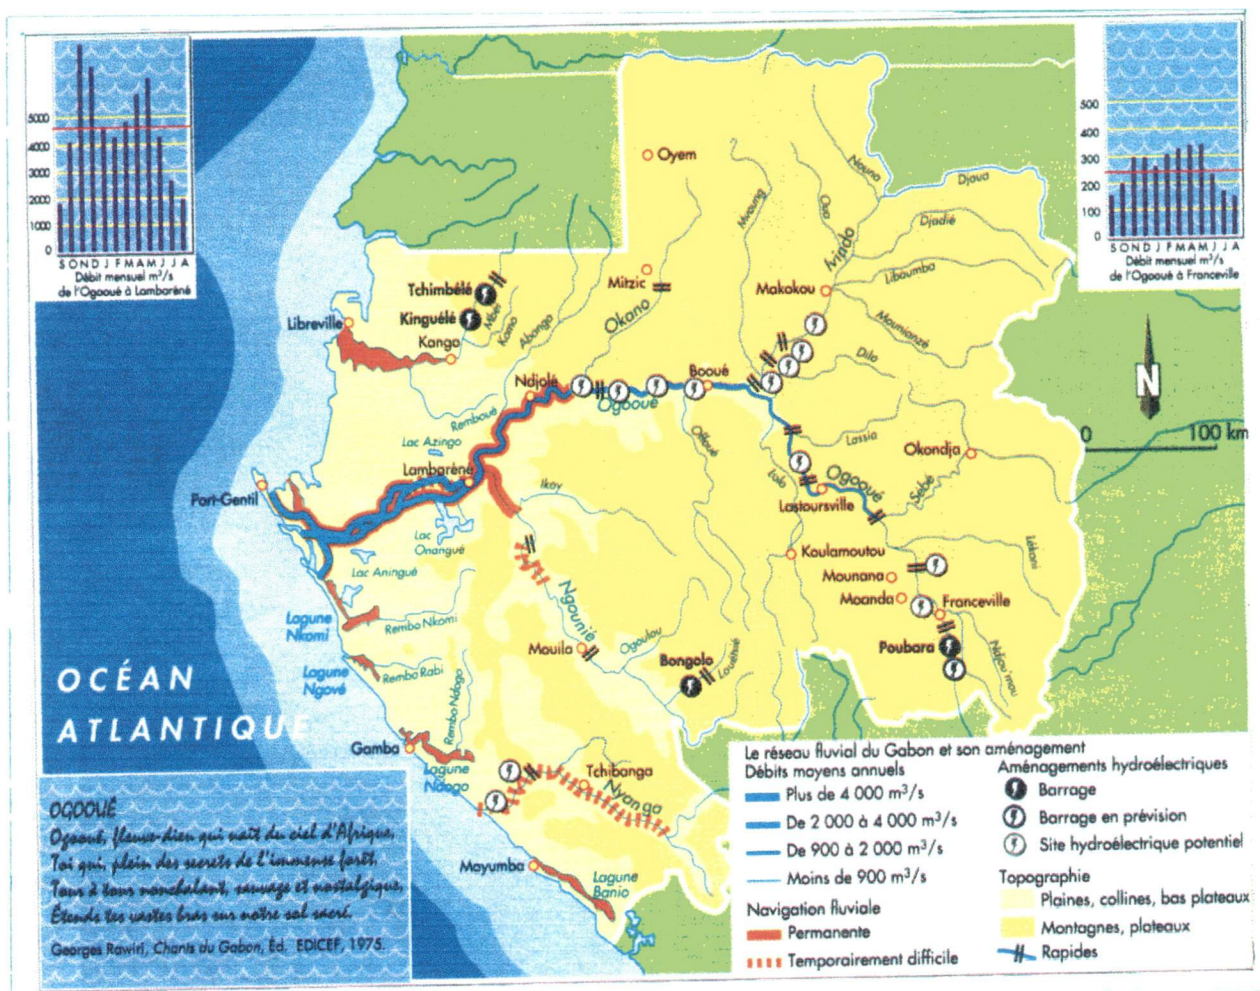 5000
4000
3000
2000
1000
0
S O N D J F M A M J J A
Débit mensuel m³/s
de l'Ogooué à Lambaréné
500
400
300
200
100
0
S O N D J F M A M J J A
Débit mensuel m³/s
de l'Ogooué à Franceville
Oyem
Mvoung
Nouna
Oua
Djoua
Djadié
Ivindo
Liboumba
Mitzic
Makokou
Mounianzé
Tchimbélé
Kinguélé
Mbei
Komo
Abanga
Okano
Libreville
Kango
Dilo
Ndjolé
Booué
Ogooué
Remboué
Lac Azingo
Offoué
Lassia
Okondja
N
0 100 km
Lambaréné
Port-Gentil
Ikoy
Lolo
Ogooué
Lastoursville
Sébé
Lac
Onangué
Lac Aningué
Koulamoutou
Lékoni
Mounana
Moanda
Franceville
Lagune
Nkomi
Rembo Nkomi
Ngounié
Mouila
Ogoulou
Bongolo
Louétsié
Poubara
Ndjou'mou
Lagune
Ngové
Rembo Rabi
Rembo Ndogo
OCÉAN
ATLANTIQUE
Gamba
Lagune
Ndogo
Tchibanga
Nyanga
Mayumba
Lagune
Banio
OGOOUÉ
Ogooué, fleuve-dieu qui naît du ciel d'Afrique,
Toi qui, plein des secrets de l'immense forêt,
Tour à tour nonchalant, sauvage et nostalgique,
Étends tes vastes bras sur notre sol sacré.
Georges Rawiri, Chants du Gabon, Éd. EDICEF, 1975.
Le réseau fluvial du Gabon et son aménagement
Débits moyens annuels
Plus de 4 000 m³/s
De 2 000 à 4 000 m³/s
De 900 à 2 000 m³/s
Moins de 900 m³/s
Navigation fluviale
Permanente
Temporairement difficile
Aménagements hydroélectriques
Barrage
Barrage en prévision
Site hydroélectrique potentiel
Topographie
Plaines, collines, bas plateaux
Montagnes, plateaux
Rapides